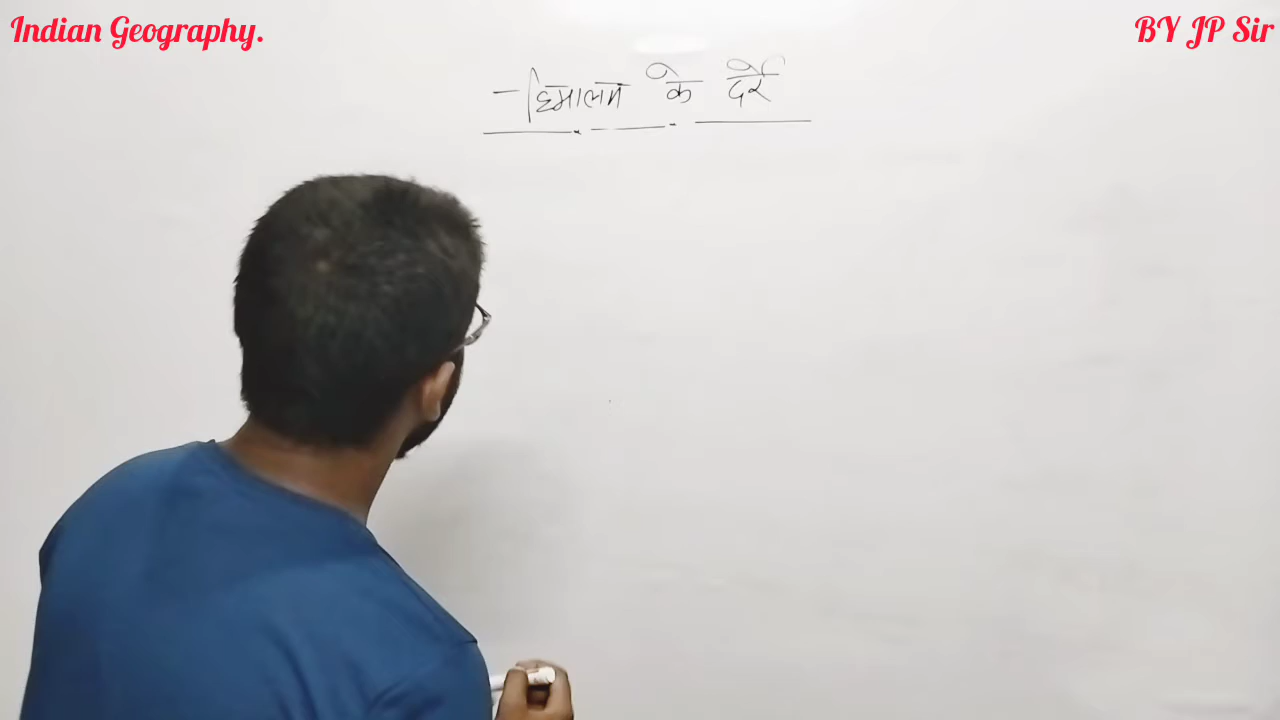 Indian Geography.
BY JP Sir
- हिमालय के दर्रे